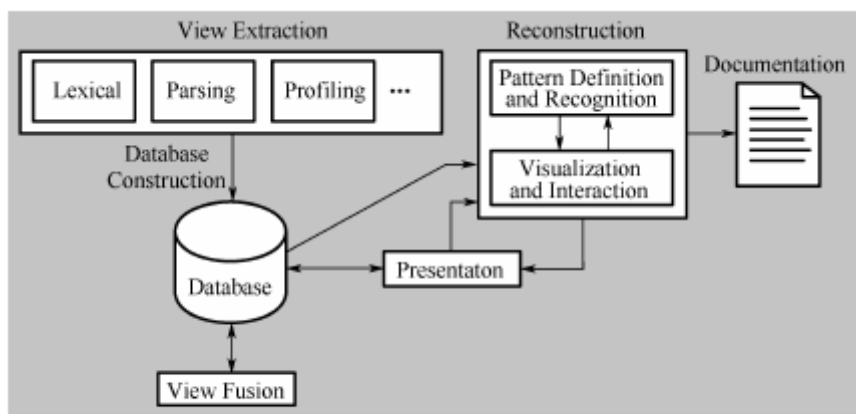 View Extraction
Lexical
Parsing
Profiling
...
Database
Construction
Database
View Fusion
Presentaton
Reconstruction
Pattern Definition
and Recognition
Visualization
and Interaction
Documentation